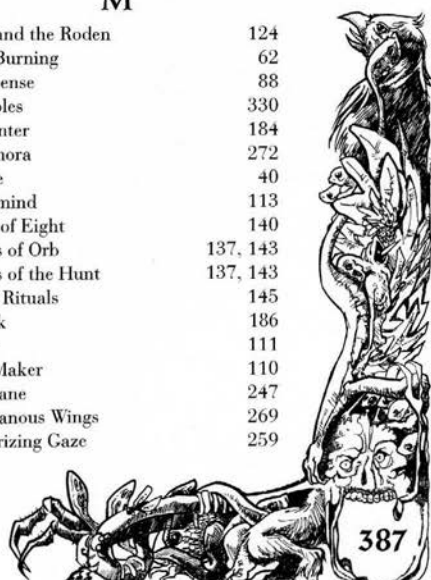 M
and the Roden 124
Burning 62
ense 88
oles 330
nter 184
nora 272
e 40
mind 113
of Eight 140
s of Orb 137, 143
s of the Hunt 137, 143
Rituals 145
k 186
111
Maker 110
ane 247
anous Wings 269
rizing Gaze 259
387